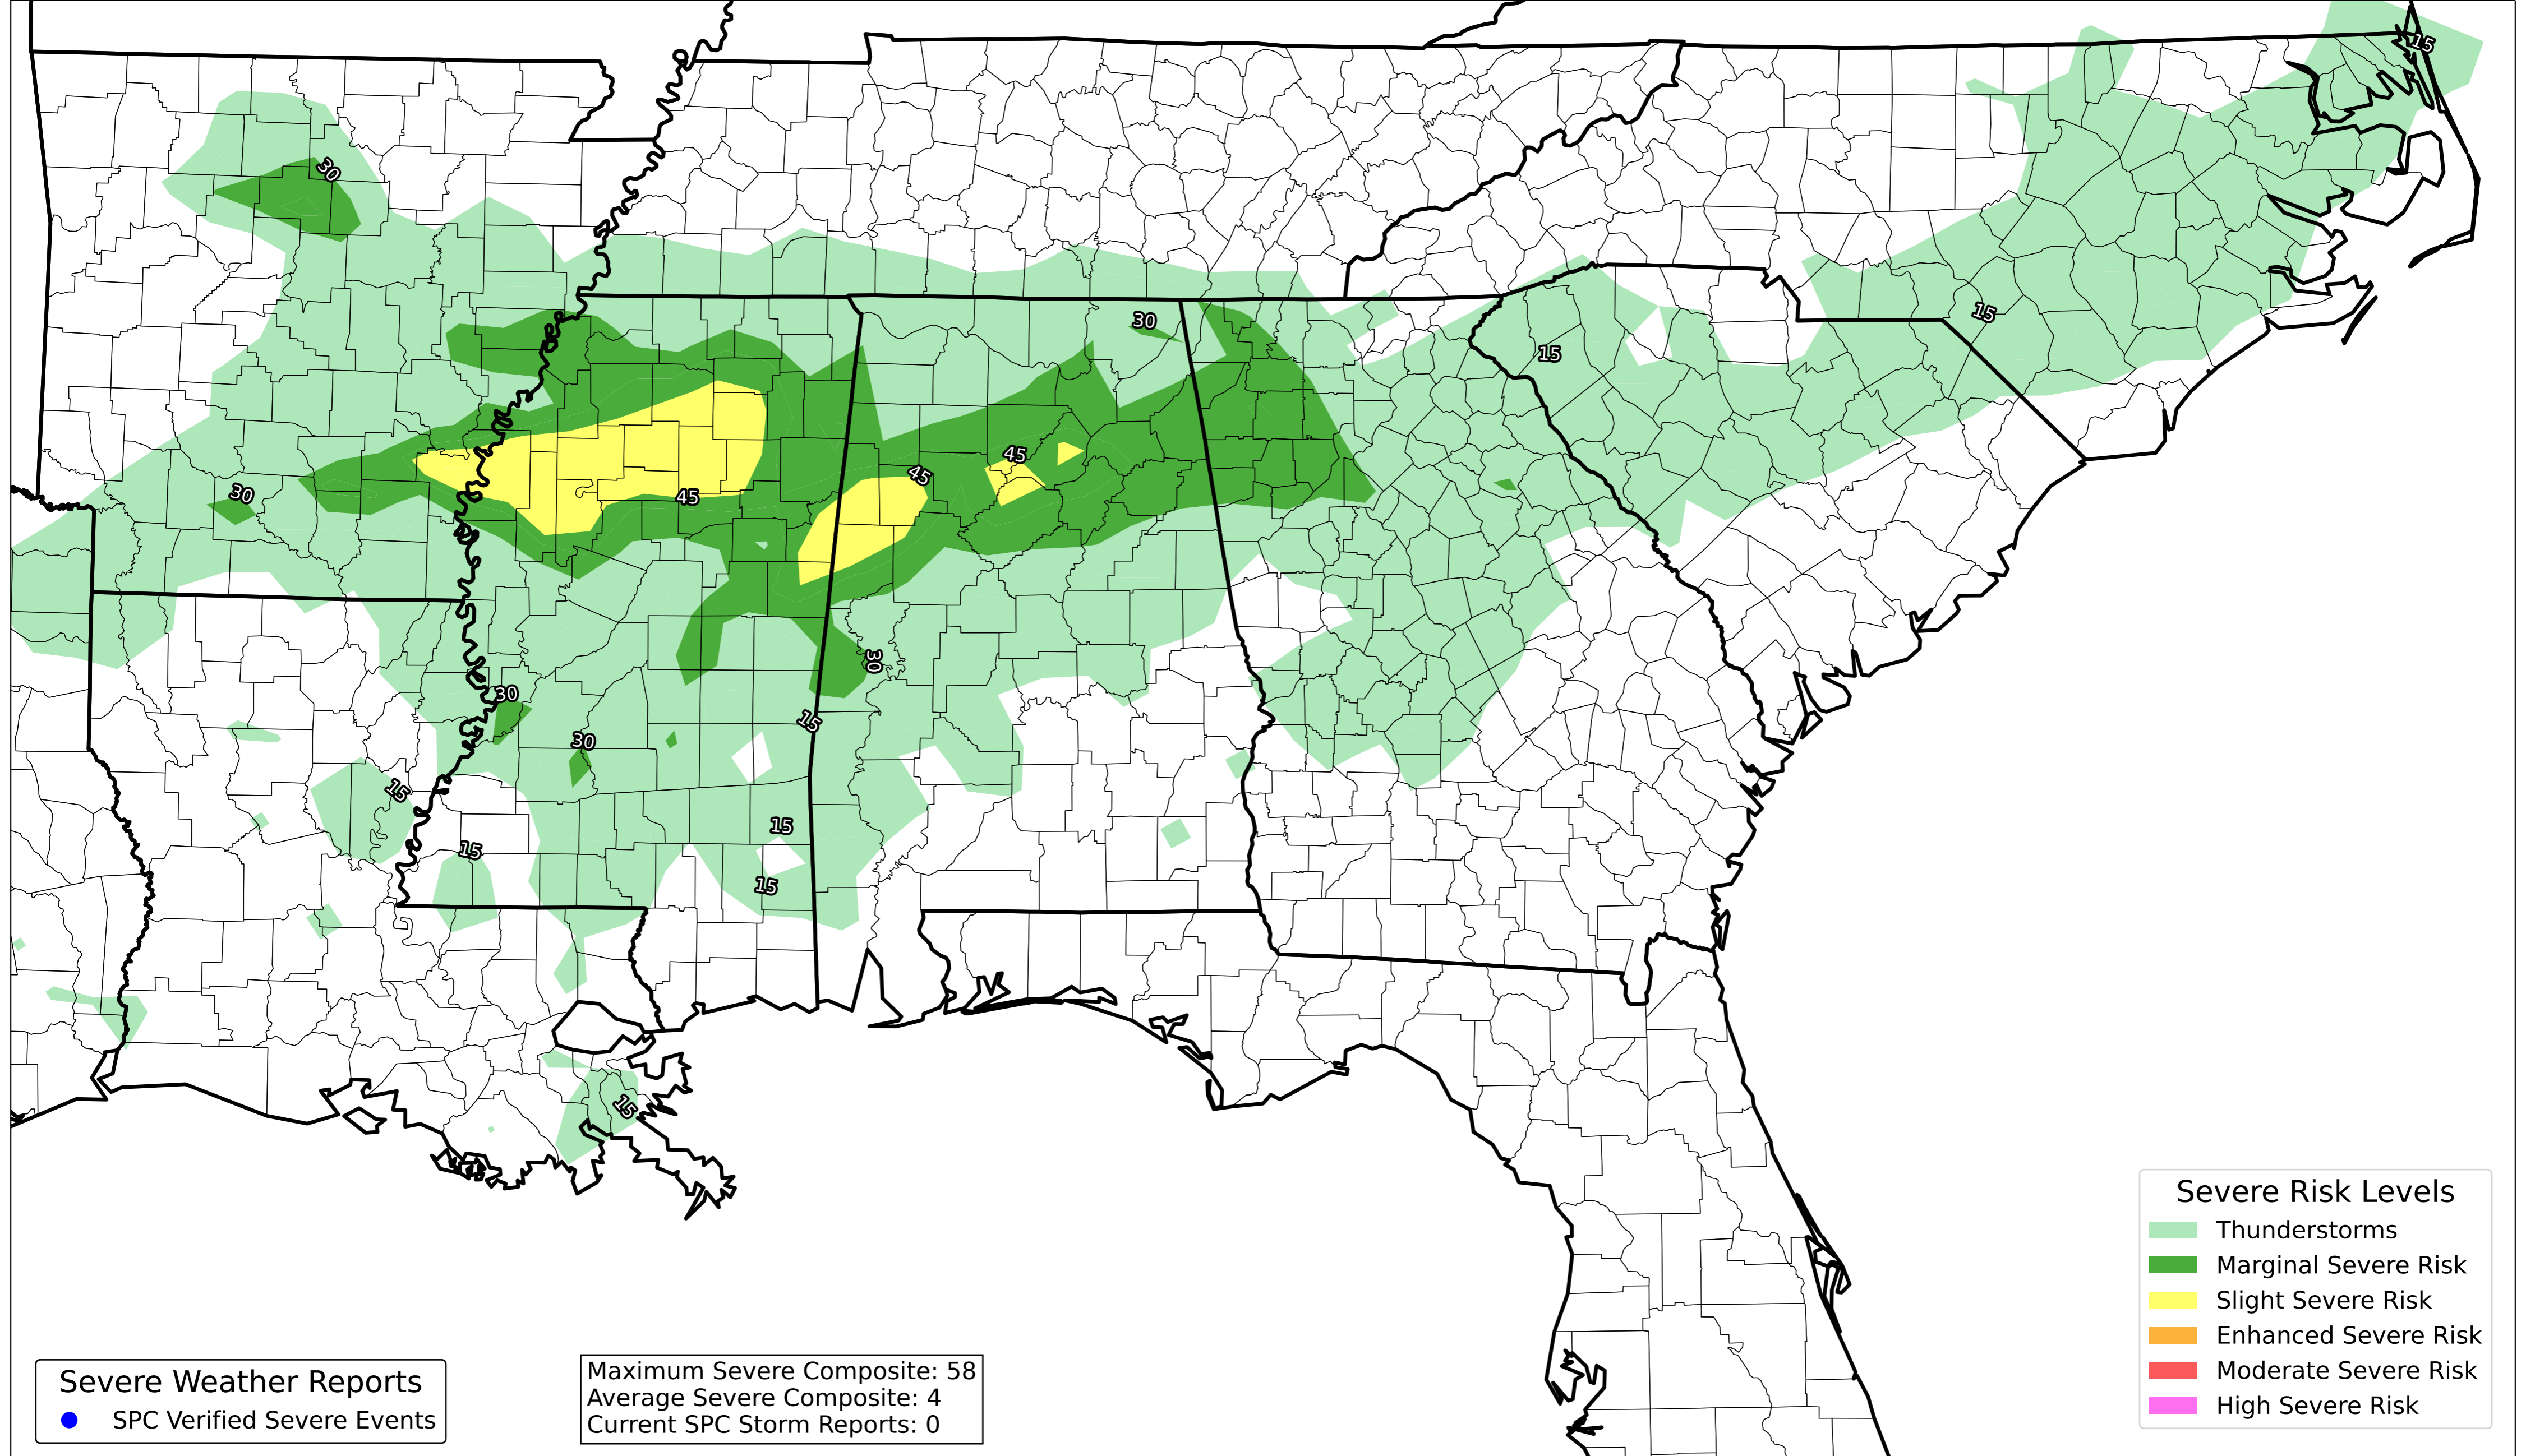 15
30
15
30
15
30
45
45
45
30
30
30
15
30
15
15
15
15
15
Severe Risk Levels
Thunderstorms
Marginal Severe Risk
Slight Severe Risk
Enhanced Severe Risk
Moderate Severe Risk
High Severe Risk
Severe Weather Reports
SPC Verified Severe Events
Maximum Severe Composite: 58
Average Severe Composite: 4
Current SPC Storm Reports: 0